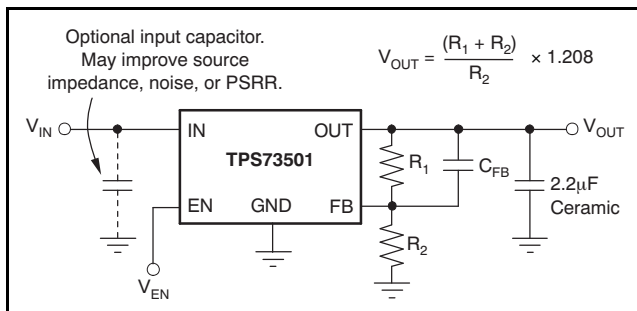 Optional input capacitor.
May improve source
impedance, noise, or PSRR.
V_OUT = (R_1 + R_2) / R_2 × 1.208
V_IN
IN
OUT
V_OUT
TPS73501
R_1
C_FB
2.2μF
Ceramic
EN
GND
FB
R_2
V_EN